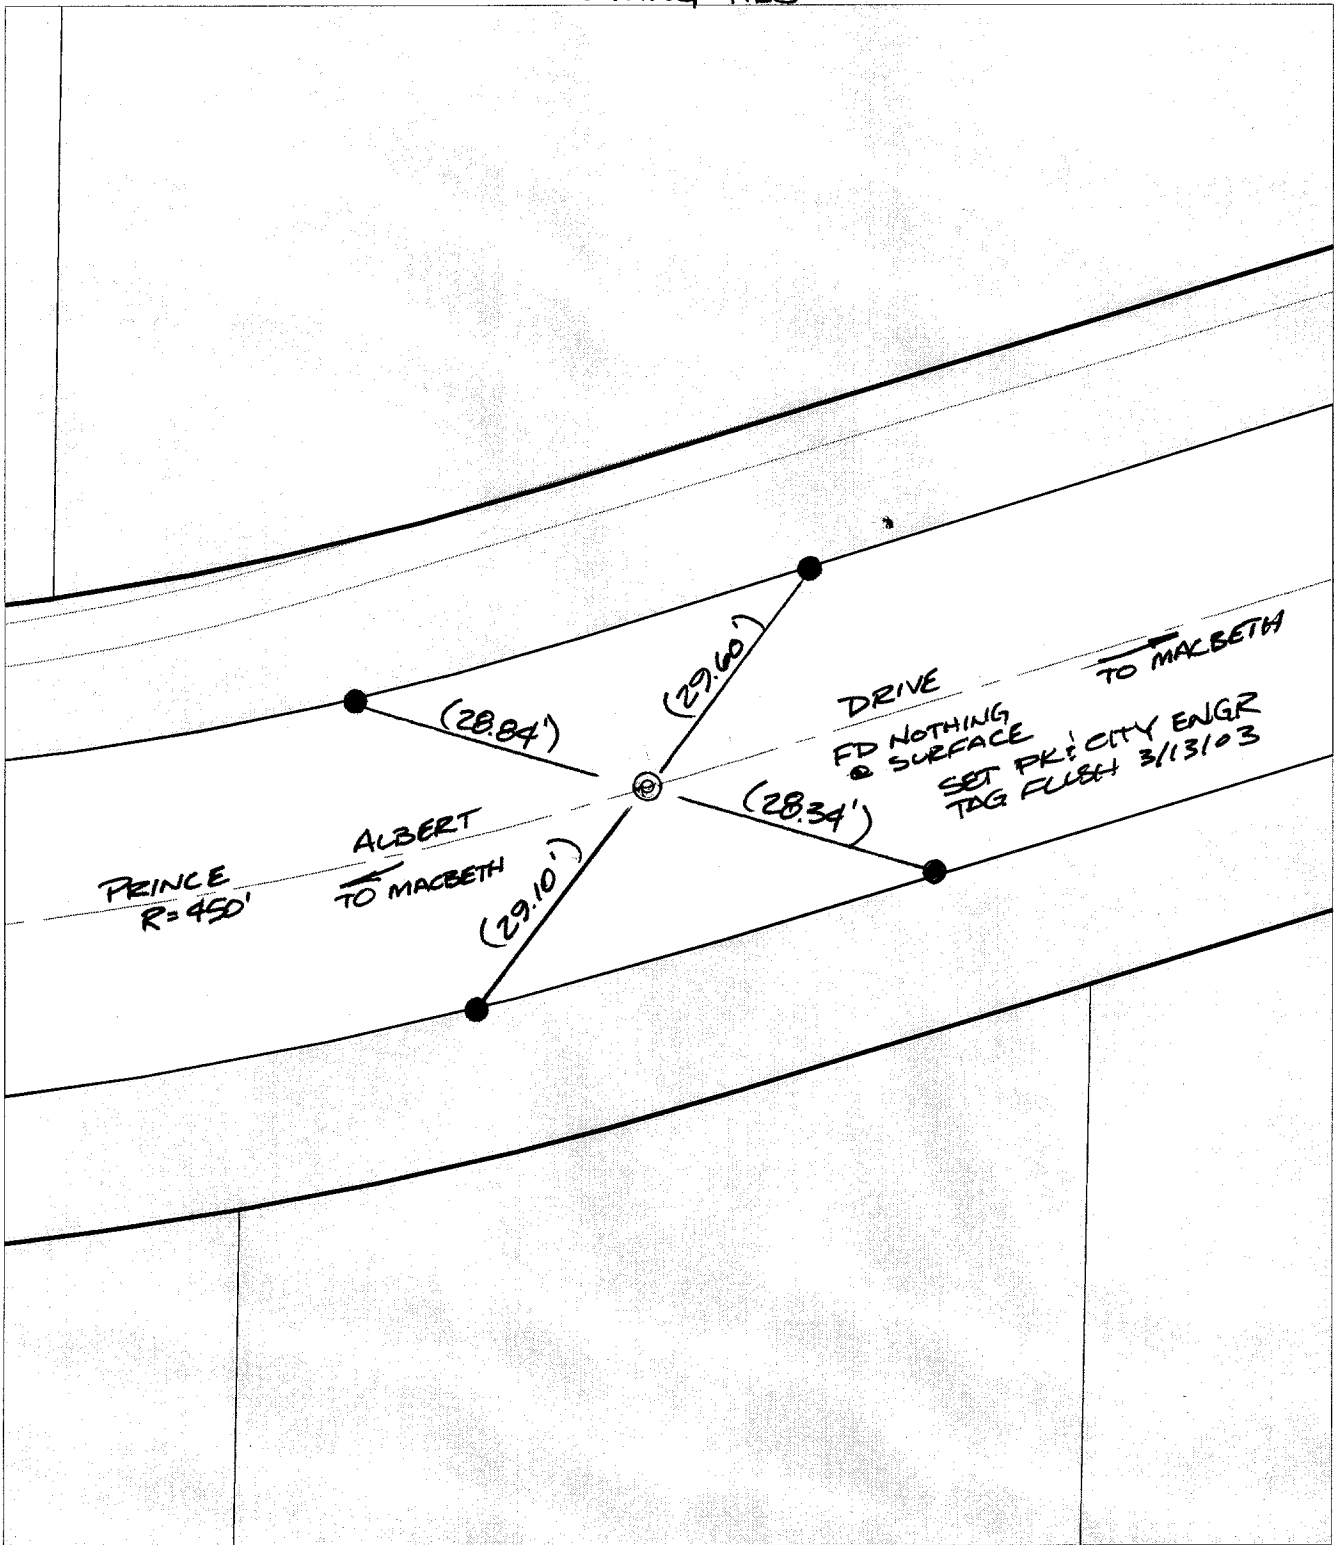 TIES
(29.60')
(28.84')
DRIVE
TO MACBETH
FD NOTHING
@ SURFACE
SET PK & CITY ENGR
TAG FLUSH 3/13/03
(28.34')
ALBERT
TO MACBETH
PRINCE
R=450'
(29.10')